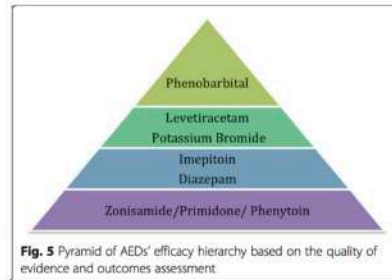 Phenobarbital
Levetiracetam
Potassium Bromide
Imepitoin
Diazepam
Zonisamide/Primidone/ Phenytoin
Fig. 5 Pyramid of AEDs' efficacy hierarchy based on the quality of
evidence and outcomes assessment